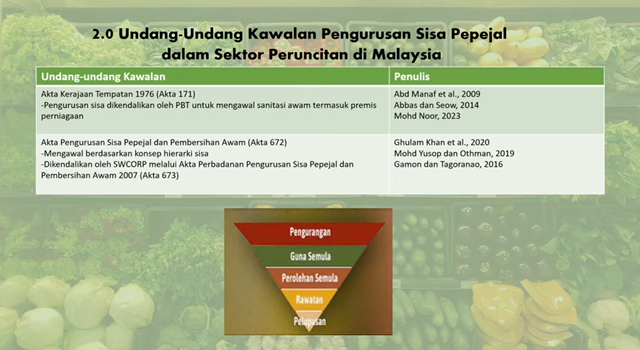 2.0 Undang-Undang Kawalan Pengurusan Sisa Pepejal
dalam Sektor Peruncitan di Malaysia
Undang-undang Kawalan
Penulis
Akta Kerajaan Tempatan 1976 (Akta 171)
-Pengurusan sisa dikendalikan oleh PBT untuk mengawal sanitasi awam termasuk premis
perniagaan
Abd Manaf et al., 2009
Abbas dan Seow, 2014
Mohd Noor, 2023
Akta Pengurusan Sisa Pepejal dan Pembersihan Awam (Akta 672)
-Mengawal berdasarkan konsep hierarki sisa
-Dikendalikan oleh SWCORP melalui Akta Perbadanan Pengurusan Sisa Pepejal dan
Pembersihan Awam 2007 (Akta 673)
Ghulam Khan et al., 2020
Mohd Yusop dan Othman, 2019
Gamon dan Tagoranao, 2016
Pengurangan
Guna Semula
Perolehan Semula
Rawatan
Pelupusan